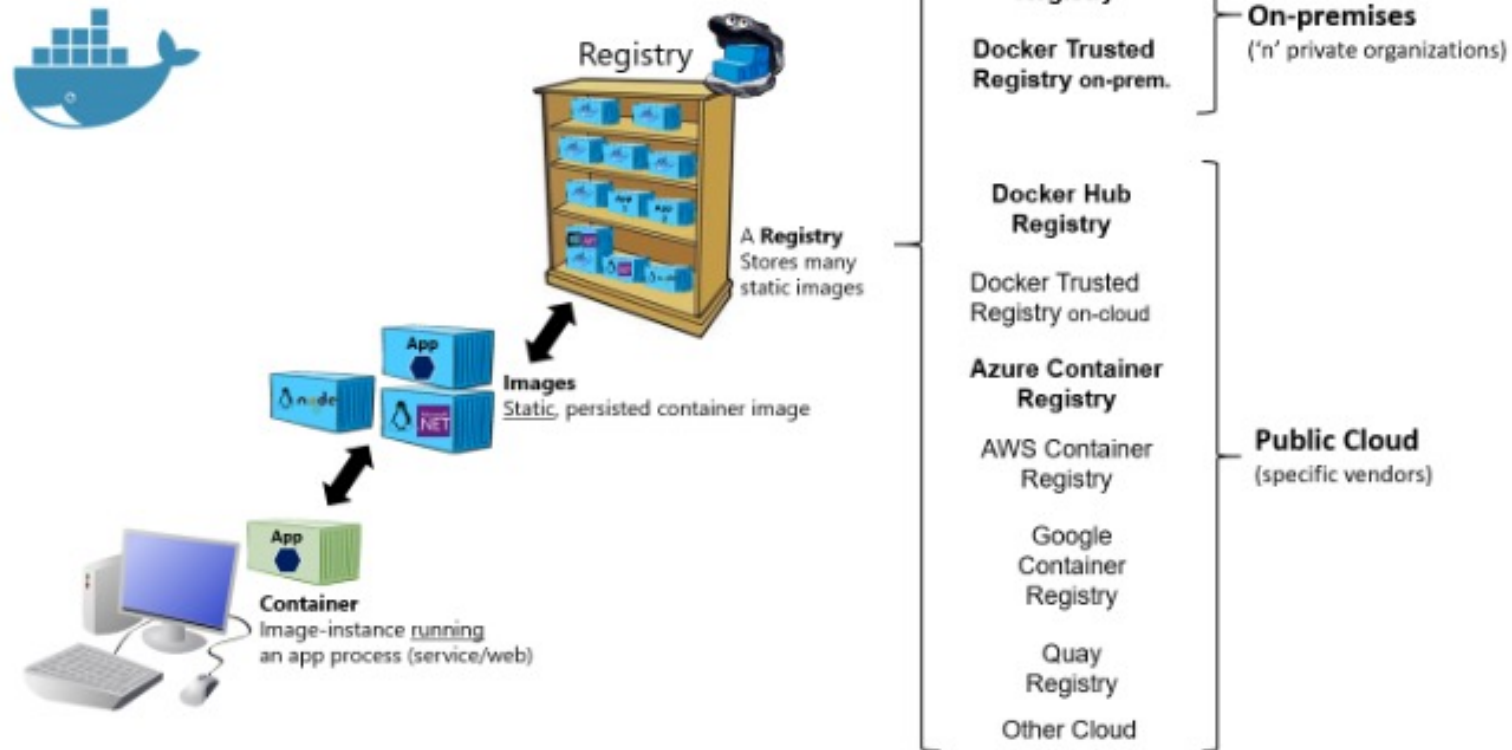 Registry
A Registry
Stores many
static images
App
node
Microsoft
.NET
Images
Static, persisted container image
App
Container
Image-instance running
an app process (service/web)
Docker Trusted
Registry on-prem.
On-premises
('n' private organizations)
Docker Hub
Registry
Docker Trusted
Registry on-cloud
Azure Container
Registry
AWS Container
Registry
Google
Container
Registry
Quay
Registry
Other Cloud
Public Cloud
(specific vendors)